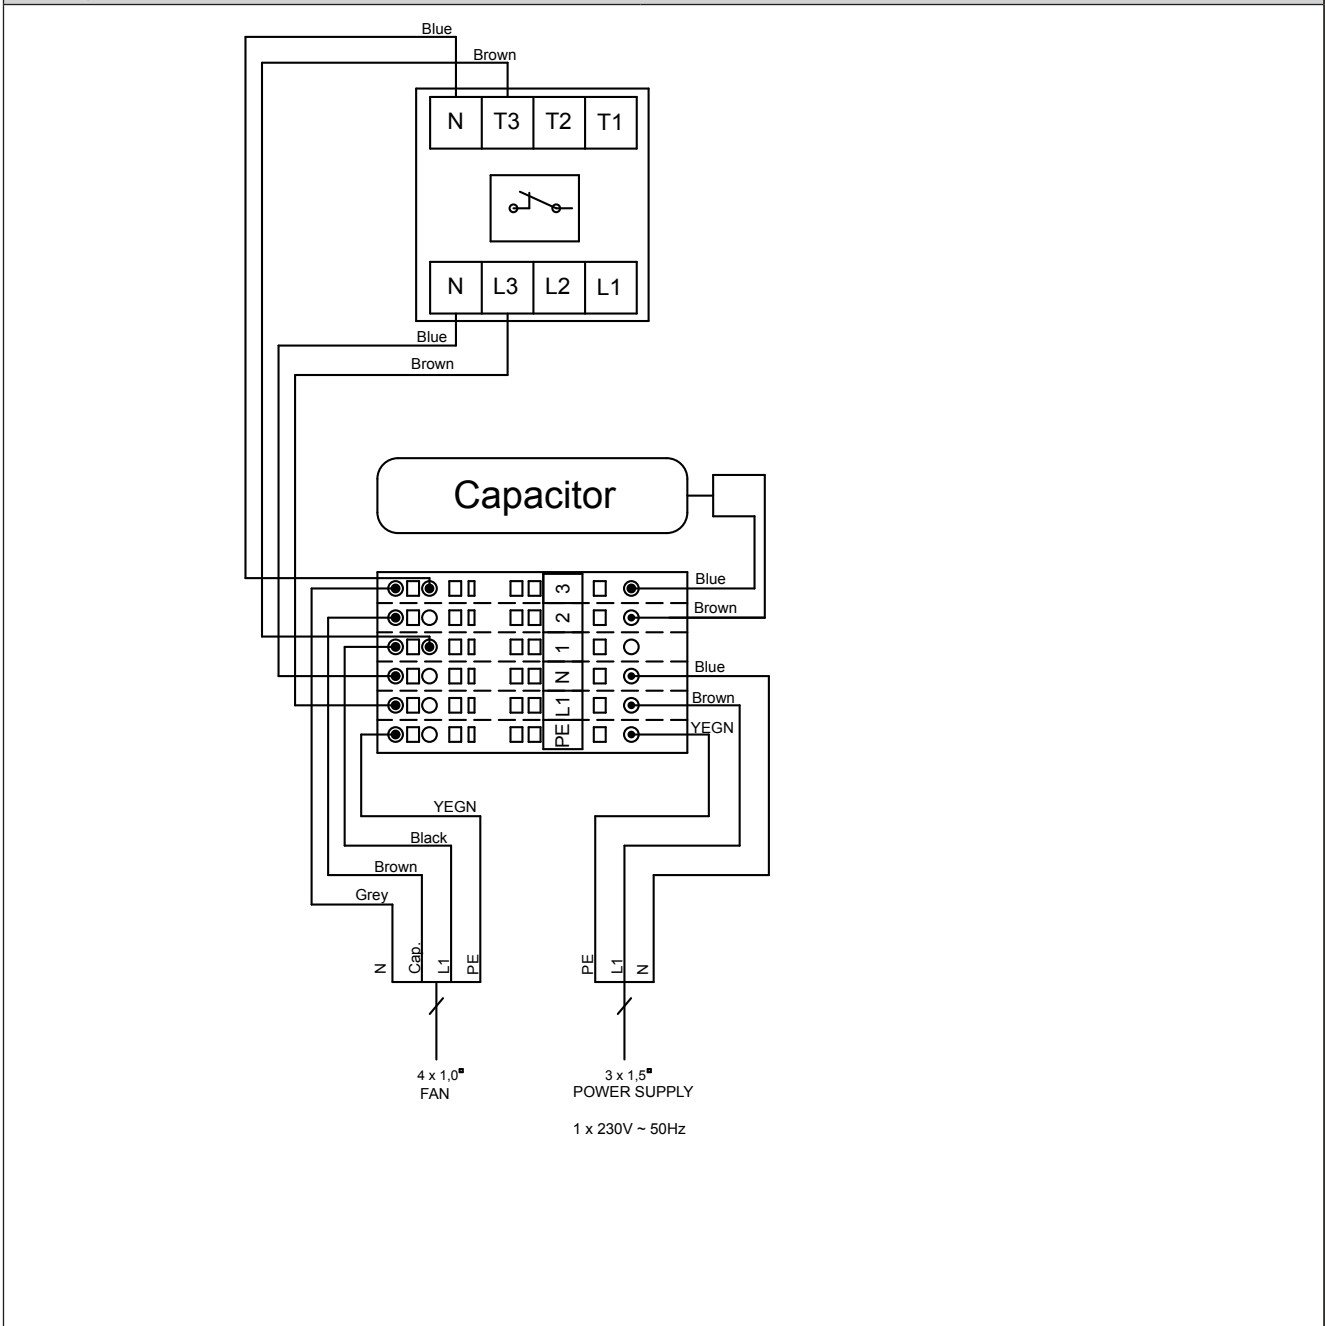 Blue
Brown
N T3 T2 T1
N L3 L2 L1
Blue
Brown
Capacitor
3
2
1
N
L1
PE
Blue
Brown
Blue
Brown
YEGN
YEGN
Black
Brown
Grey
N Cap. L1 PE
PE L1 N
4 x 1,0
FAN
3 x 1,5
POWER SUPPLY
1 x 230V ~ 50Hz